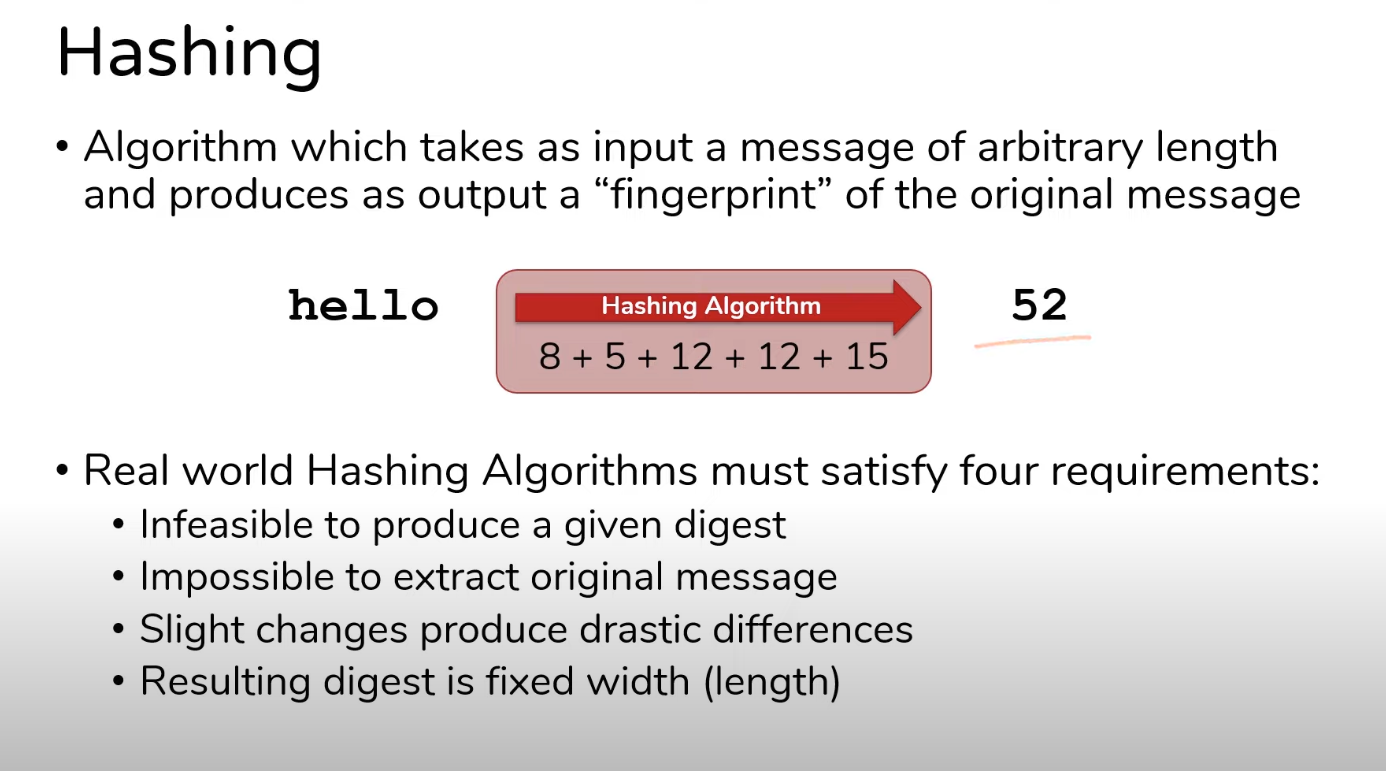 Hashing
• Algorithm which takes as input a message of arbitrary length
and produces as output a “fingerprint” of the original message
hello
Hashing Algorithm
8 + 5 + 12 + 12 + 15
52
• Real world Hashing Algorithms must satisfy four requirements:
• Infeasible to produce a given digest
• Impossible to extract original message
• Slight changes produce drastic differences
• Resulting digest is fixed width (length)